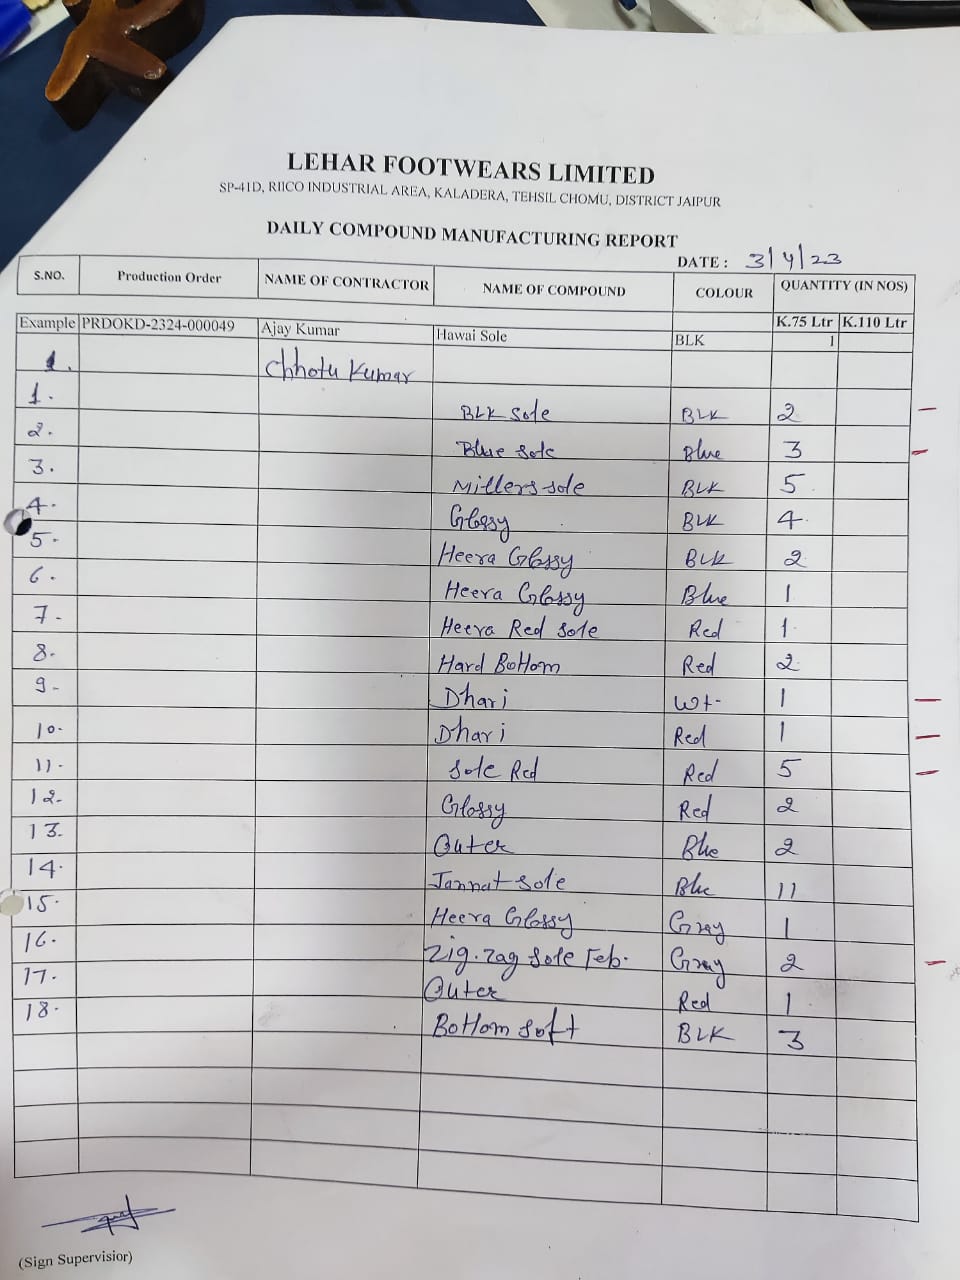 LEHAR FOOTWEARS LIMITED
SP-41D, RIICO INDUSTRIAL AREA, KALADERA, TEHSIL CHOMU, DISTRICT JAIPUR
DAILY COMPOUND MANUFACTURING REPORT
DATE : 3/4/23
S.NO. Production Order NAME OF CONTRACTOR NAME OF COMPOUND COLOUR QUANTITY (IN NOS)
K.75 Ltr K.110 Ltr
Example PRDOKD-2324-000049 Ajay Kumar Hawai Sole BLK 1
1. Chhotu Kumar
1. BLK Sole BLK 2
2. Blue Sole Blue 3
3. Millers sole BLK 5
4. Glossy BLK 4
5. Heera Glossy BLK 2
6. Heera Glossy Blue 1
7. Heera Red Sole Red 1
8. Hard Bottom Red 2
9. Dhari Wt. 1
10. Dhari Red 1
11. Sole Red Red 5
12. Glossy Red 2
13. Outer Blue 2
14. Jannat Sole Blue 11
15. Heera Glossy Gray 1
16. Zig.Zag Sole Feb. Gray 2
17. Outer Red 1
18. Bottom Soft BLK 3
(Sign Supervisior)